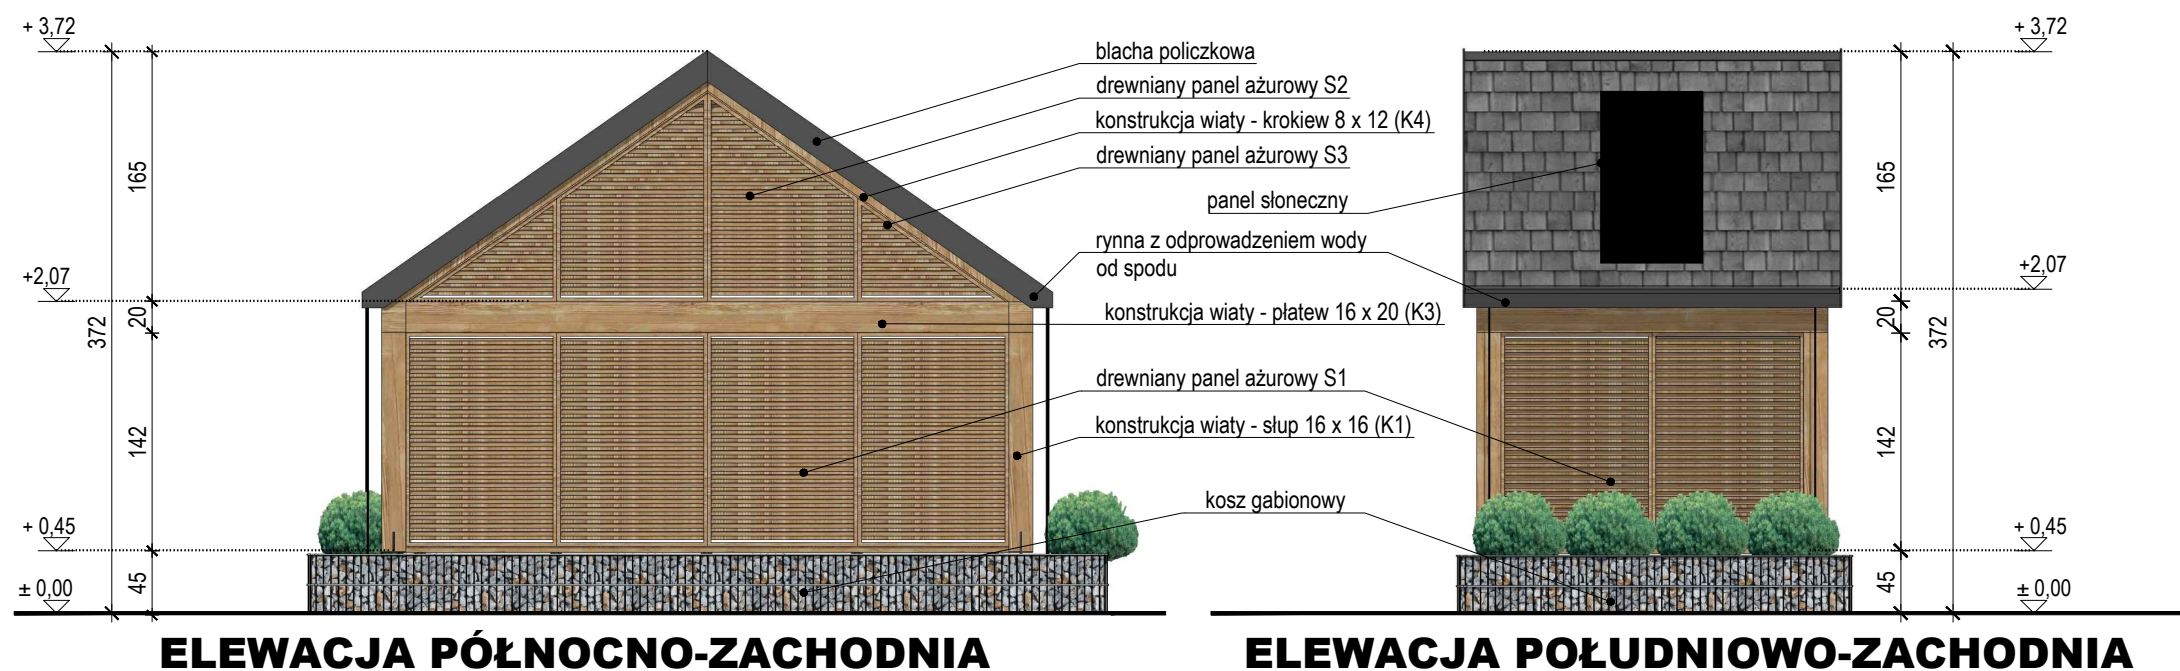 + 3,72
+2,07
+ 0,45
± 0,00
372
165
20
142
45
blacha policzkowa
drewniany panel ażurowy S2
konstrukcja wiaty - krokiew 8 x 12 (K4)
drewniany panel ażurowy S3
panel słoneczny
rynna z odprowadzeniem wody
od spodu
konstrukcja wiaty - płatew 16 x 20 (K3)
drewniany panel ażurowy S1
konstrukcja wiaty - słup 16 x 16 (K1)
kosz gabionowy
165
20
142
45
372
+ 3,72
+2,07
+ 0,45
± 0,00
ELEWACJA PÓŁNOCNO-ZACHODNIA
ELEWACJA POŁUDNIOWO-ZACHODNIA